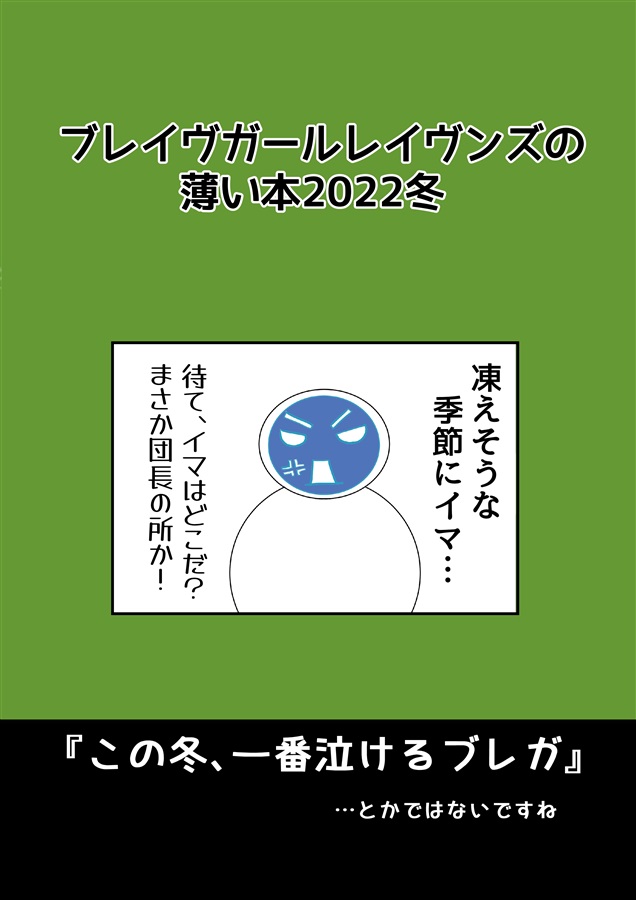 ブレイヴガールレイヴンズの
薄い本2022冬
凍えそうな
季節にイマ…
待て、イマはどこだ？
まさか団長の所か！
『この冬、一番泣けるブレガ』
…とかではないですね